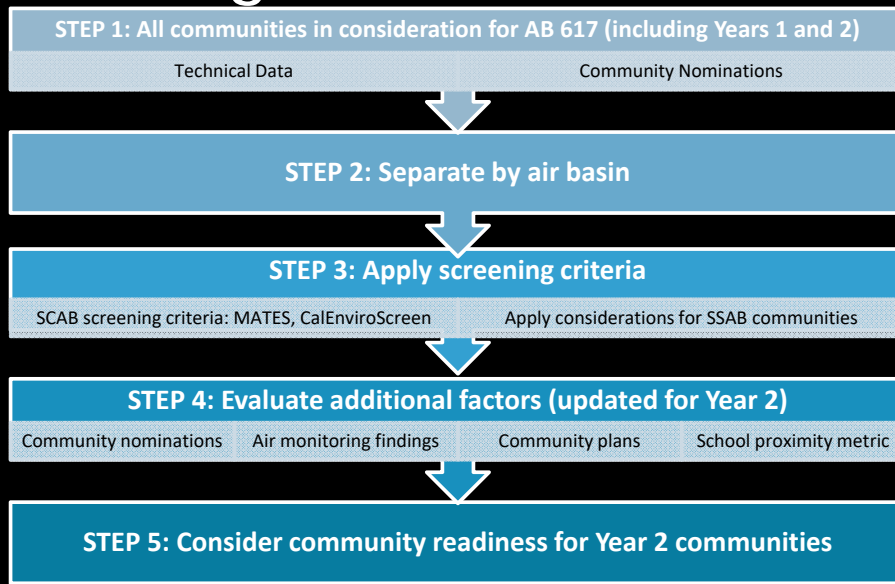 STEP 1: All communities in consideration for AB 617 (including Years 1 and 2)
Technical Data
Community Nominations
STEP 2: Separate by air basin
STEP 3: Apply screening criteria
SCAB screening criteria: MATES, CalEnviroScreen
Apply considerations for SSAB communities
STEP 4: Evaluate additional factors (updated for Year 2)
Community nominations
Air monitoring findings
Community plans
School proximity metric
STEP 5: Consider community readiness for Year 2 communities